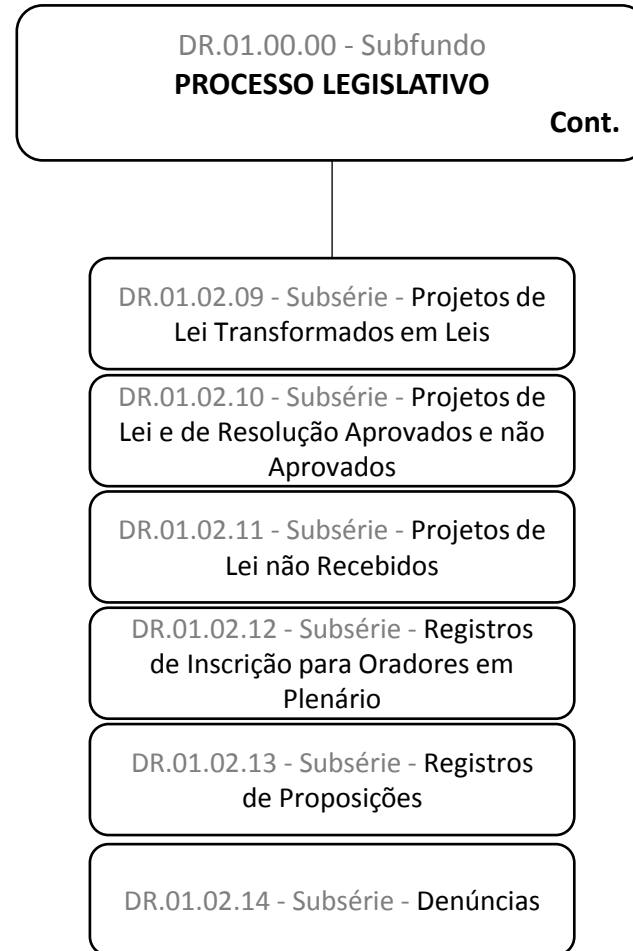 DR.01.00.00 - Subfundo
PROCESSO LEGISLATIVO
Cont.
DR.01.02.09 - Subsérie - Projetos de
Lei Transformados em Leis
DR.01.02.10 - Subsérie - Projetos de
Lei e de Resolução Aprovados e não
Aprovados
DR.01.02.11 - Subsérie - Projetos de
Lei não Recebidos
DR.01.02.12 - Subsérie - Registros
de Inscrição para Oradores em
Plenário
DR.01.02.13 - Subsérie - Registros
de Proposições
DR.01.02.14 - Subsérie - Denúncias